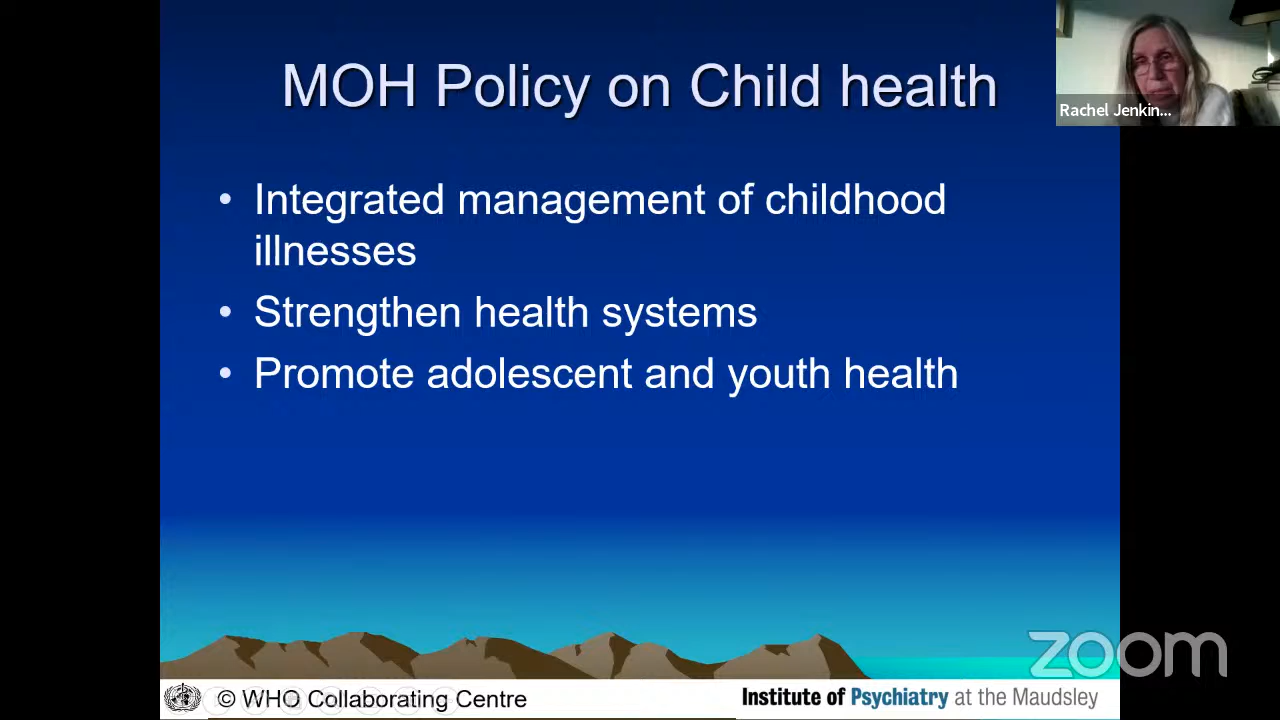 MOH Policy on Child health
Rachel Jenkin...
• Integrated management of childhood
illnesses
• Strengthen health systems
• Promote adolescent and youth health
zoom
© WHO Collaborating Centre
Institute of Psychiatry at the Maudsley